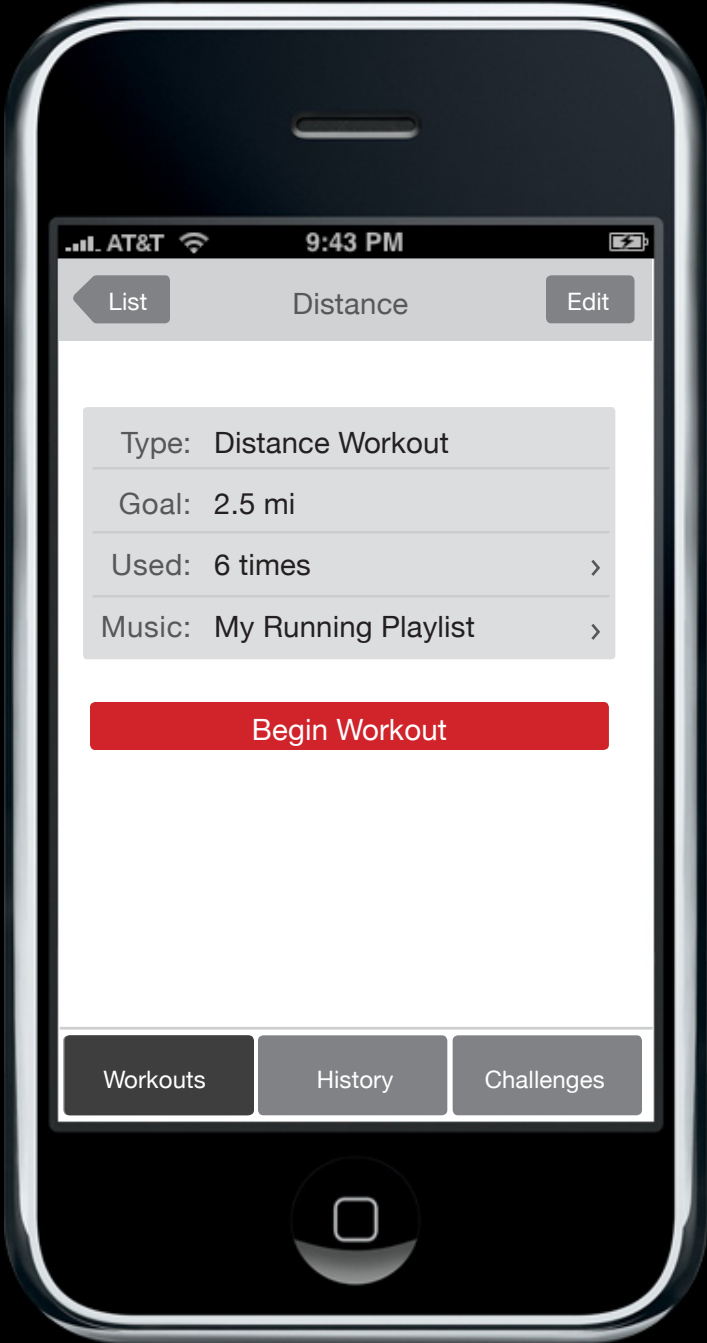 AT&T 9:43 PM
List Distance Edit
Type: Distance Workout
Goal: 2.5 mi
Used: 6 times
Music: My Running Playlist
Begin Workout
Workouts History Challenges